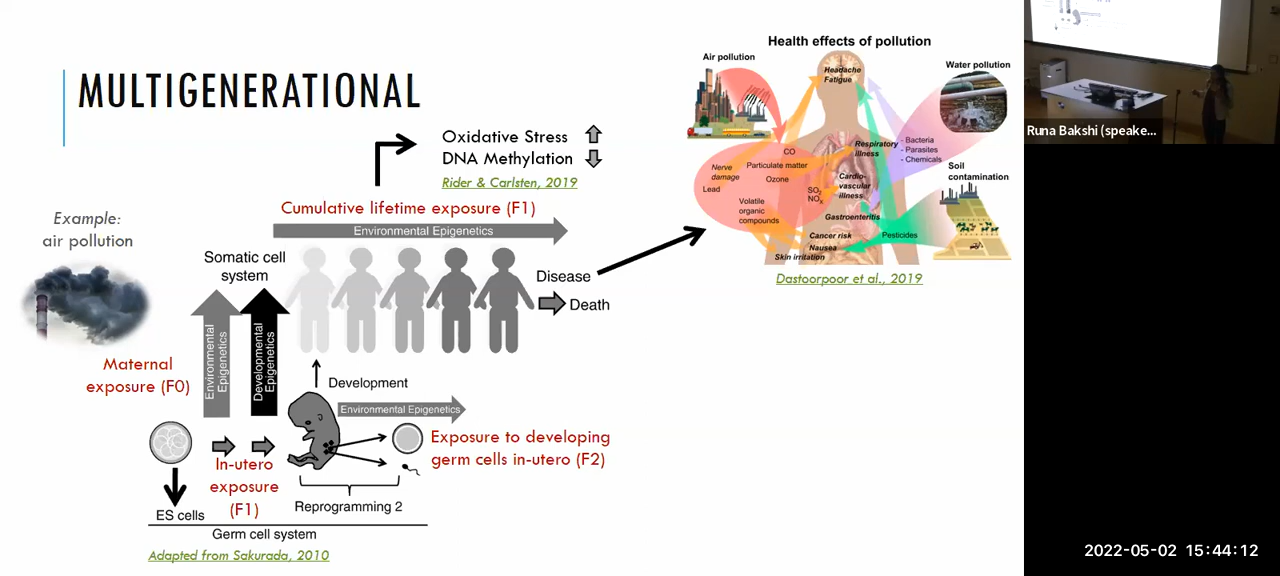 MULTIGENERATIONAL
Oxidative Stress
DNA Methylation
Rider & Carlsten, 2019
Cumulative lifetime exposure (F1)
Environmental Epigenetics
Example:
air pollution
Somatic cell
system
Environmental
Epigenetics
Developmental
Epigenetics
Disease
Death
Maternal
exposure (F0)
Development
Environmental Epigenetics
Exposure to developing
germ cells in-utero (F2)
In-utero
exposure
(F1)
ES cells
Reprogramming 2
Germ cell system
Adapted from Sakurada, 2010
Health effects of pollution
Air pollution
Water pollution
Headache
Fatigue
- Bacteria
- Parasites
- Chemicals
CO
Particulate matter
Ozone
Nerve
damage
Lead
Volatile
organic
compounds
SO2
NOx
Respiratory
illness
Cardio-
vascular
illness
Soil
contamination
Gastroenteritis
Pesticides
Cancer risk
Nausea
Skin irritation
Dastoorpoor et al., 2019
Runa Bakshi (speake...
2022-05-02 15:44:12